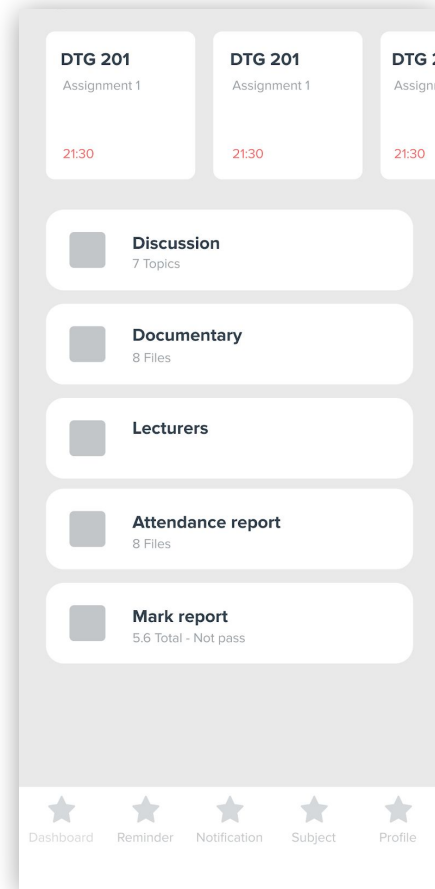 DTG 201
Assignment 1
21:30
DTG 201
Assignment 1
21:30
DTG
21:30
Discussion
7 Topics
Documentary
8 Files
Lecturers
Attendance report
8 Files
Mark report
5.6 Total - Not pass
Dashboard
Reminder
Notification
Subject
Profile